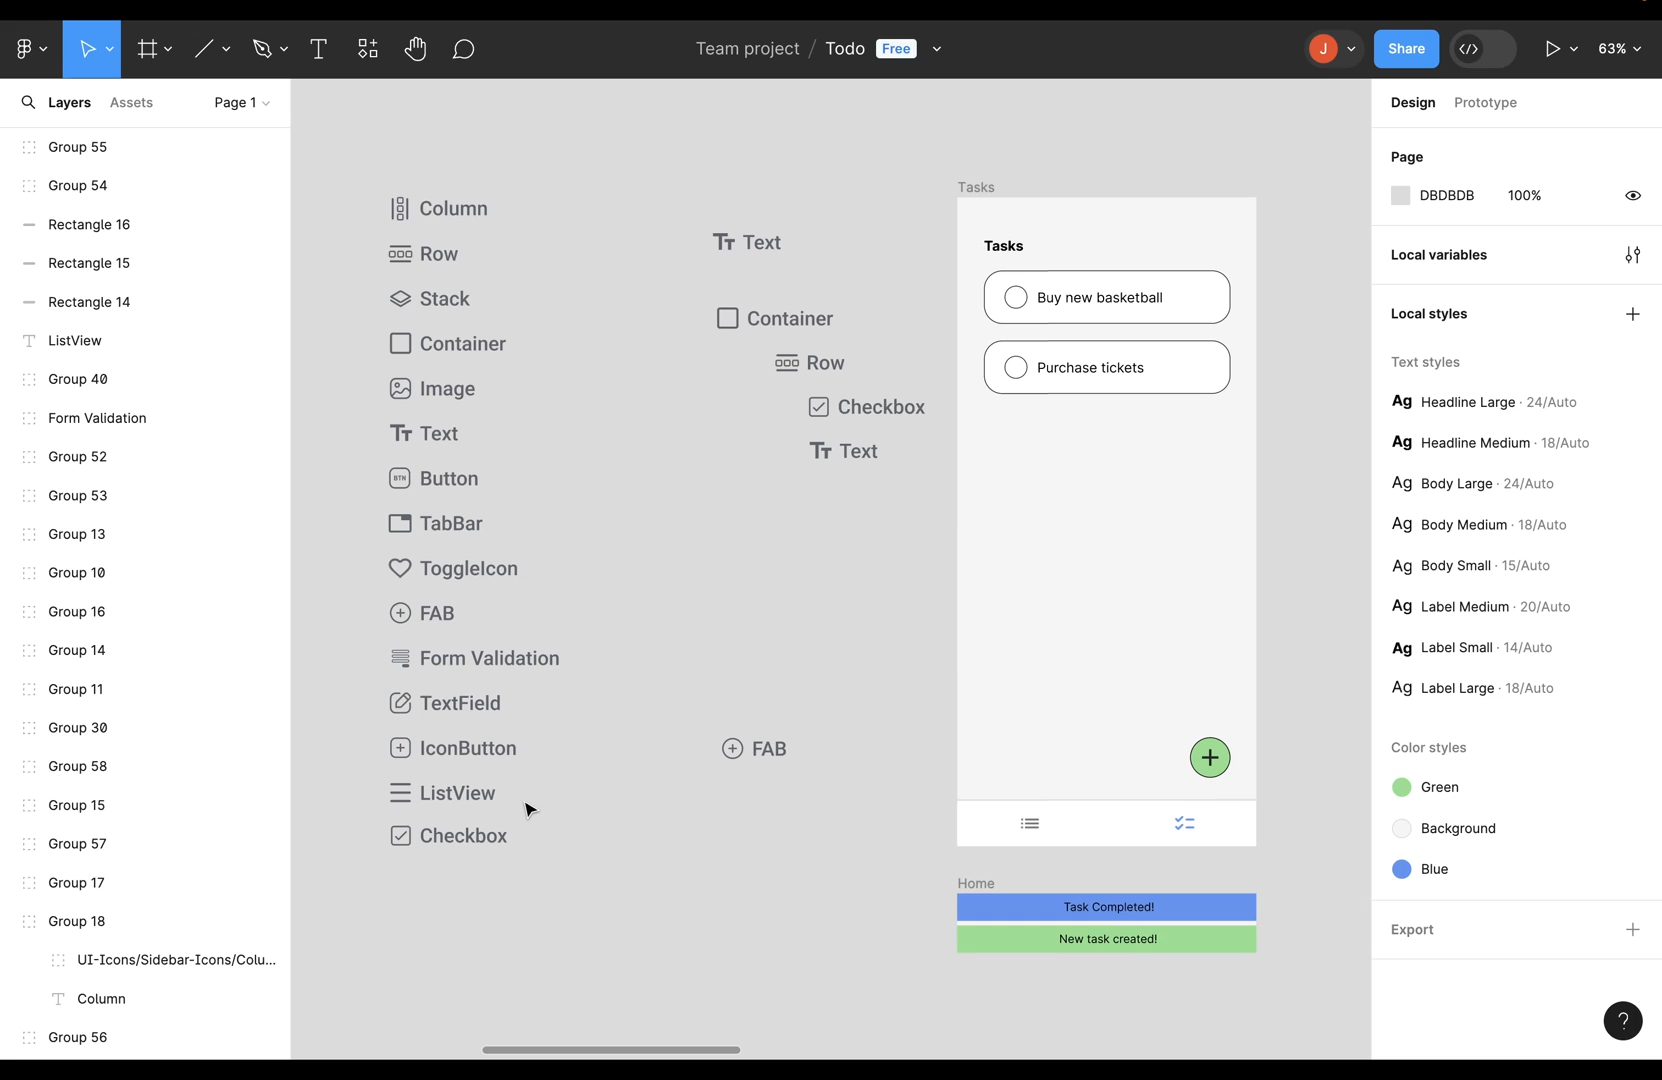 Team project / Todo Free
J
Share
63%
Layers
Assets
Page 1
Group 55
Group 54
Rectangle 16
Rectangle 15
Rectangle 14
ListView
Group 40
Form Validation
Group 52
Group 53
Group 13
Group 10
Group 16
Group 14
Group 11
Group 30
Group 58
Group 15
Group 57
Group 17
Group 18
UI-Icons/Sidebar-Icons/Colu...
Column
Group 56
Column
Row
Stack
Container
Image
Text
BTN Button
TabBar
ToggleIcon
FAB
Form Validation
TextField
IconButton
ListView
Checkbox
Text
Container
Row
Checkbox
Text
FAB
Tasks
Tasks
Buy new basketball
Purchase tickets
Home
Task Completed!
New task created!
Design
Prototype
Page
DBDBDB 100%
Local variables
Local styles
Text styles
Ag Headline Large · 24/Auto
Ag Headline Medium · 18/Auto
Ag Body Large · 24/Auto
Ag Body Medium · 18/Auto
Ag Body Small · 15/Auto
Ag Label Medium · 20/Auto
Ag Label Small · 14/Auto
Ag Label Large · 18/Auto
Color styles
Green
Background
Blue
Export
?